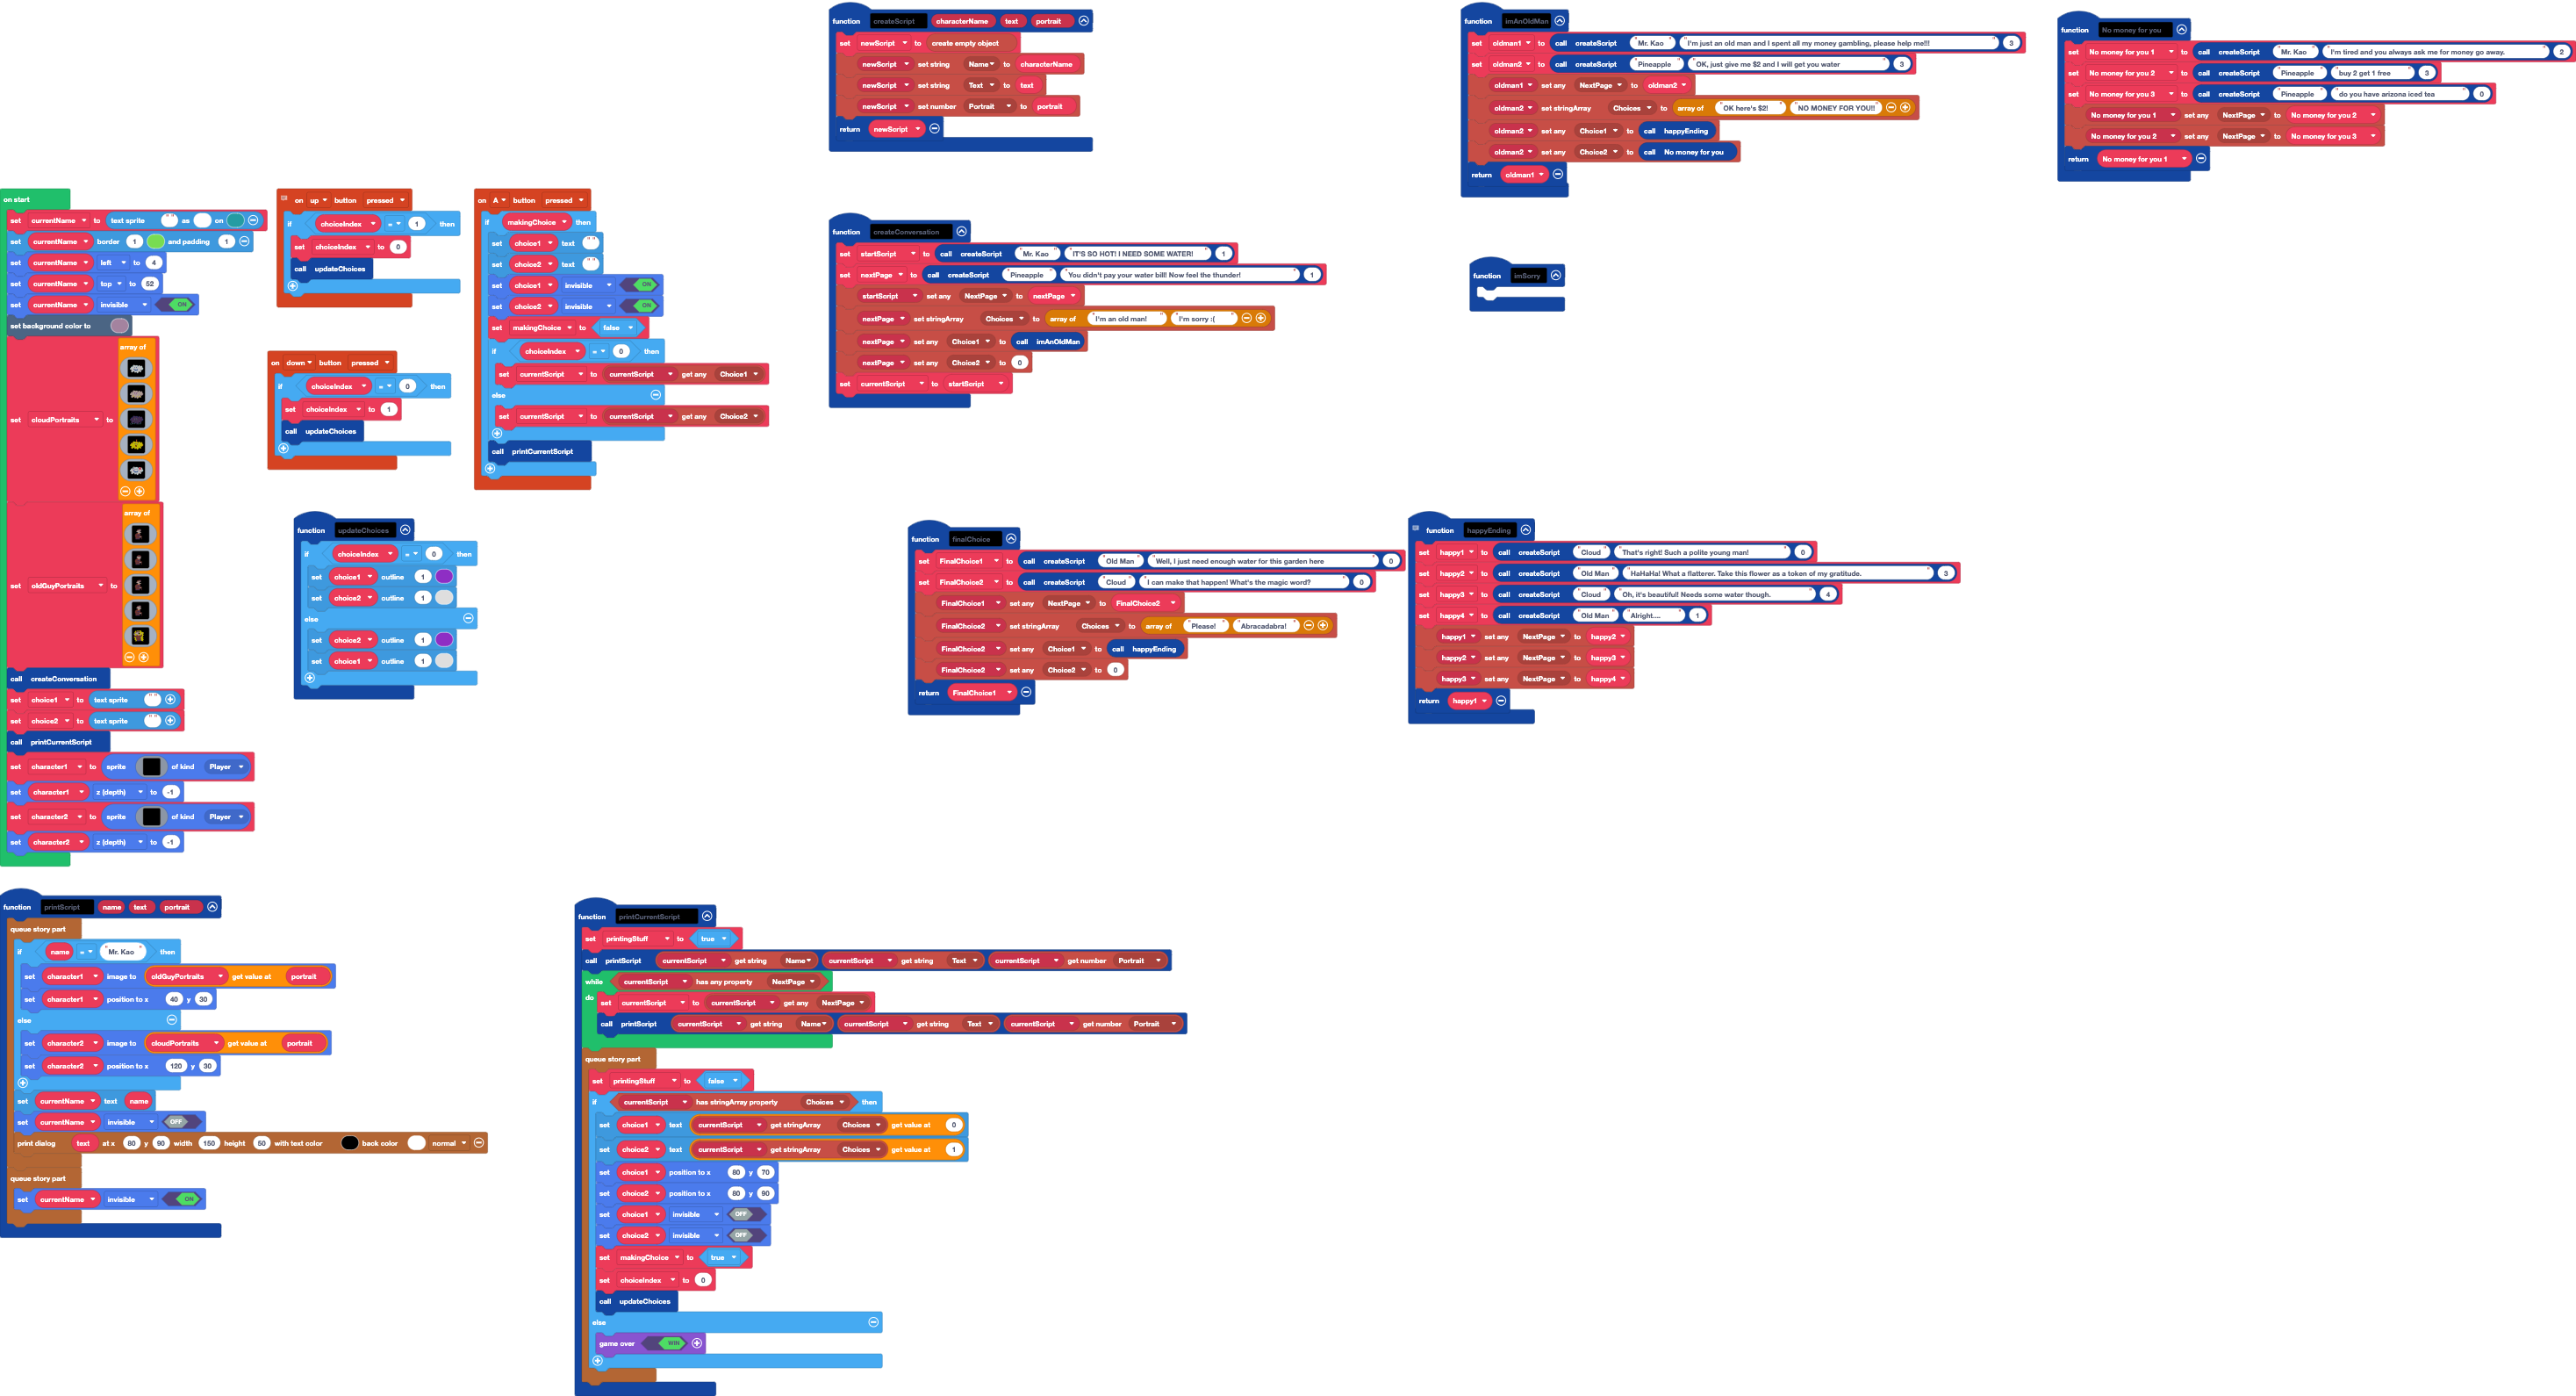 function createScript characterName text portrait
set newScript to create empty object
newScript set string Name to characterName
newScript set string Text to text
newScript set number Portrait to portrait
return newScript
function imAnOldMan
set oldman1 to call createScript "Mr. Kao" "I'm just an old man and I spent all my money gambling, please help me!!!" 3
set oldman2 to call createScript "Pineapple" "OK, just give me $2 and I will get you water" 3
oldman1 set any NextPage to oldman2
oldman2 set stringArray Choices to array of "OK here's $2!" "NO MONEY FOR YOU!!"
oldman2 set any Choice1 to call happyEnding
oldman2 set any Choice2 to call No money for you
return oldman1
function No money for you
set No money for you 1 to call createScript "Mr. Kao" "I'm tired and you always ask me for money go away." 2
set No money for you 2 to call createScript "Pineapple" "buy 2 get 1 free" 3
set No money for you 3 to call createScript "Pineapple" "do you have arizona iced tea" 0
No money for you 1 set any NextPage to No money for you 2
No money for you 2 set any NextPage to No money for you 3
return No money for you 1
on start
set currentName to text sprite " " as on
set currentName border 1 and padding 1
set currentName left to 4
set currentName top to 52
set currentName invisible ON
set background color to
set cloudPortraits to array of
set oldGuyPortraits to array of
call createConversation
set choice1 to text sprite " "
set choice2 to text sprite " "
call printCurrentScript
set character1 to sprite of kind Player
set character1 z (depth) to -1
set character2 to sprite of kind Player
set character2 z (depth) to -1
on up button pressed
if choiceIndex = 1 then
set choiceIndex to 0
call updateChoices
on down button pressed
if choiceIndex = 0 then
set choiceIndex to 1
call updateChoices
on A button pressed
if makingChoice then
set choice1 text " "
set choice2 text " "
set choice1 invisible ON
set choice2 invisible ON
set makingChoice to false
if choiceIndex = 0 then
set currentScript to currentScript get any Choice1
else
set currentScript to currentScript get any Choice2
call printCurrentScript
function createConversation
set startScript to call createScript "Mr. Kao" "IT'S SO HOT! I NEED SOME WATER!" 1
set nextPage to call createScript "Pineapple" "You didn't pay your water bill! Now feel the thunder!" 1
startScript set any NextPage to nextPage
nextPage set stringArray Choices to array of "I'm an old man!" "I'm sorry :("
nextPage set any Choice1 to call imAnOldMan
nextPage set any Choice2 to 0
set currentScript to startScript
function imSorry
function updateChoices
if choiceIndex = 0 then
set choice1 outline 1
set choice2 outline 1
else
set choice2 outline 1
set choice1 outline 1
function finalChoice
set FinalChoice1 to call createScript "Old Man" "Well, I just need enough water for this garden here" 0
set FinalChoice2 to call createScript "Cloud" "I can make that happen! What's the magic word?" 0
FinalChoice1 set any NextPage to FinalChoice2
FinalChoice2 set stringArray Choices to array of "Please!" "Abracadabra!"
FinalChoice2 set any Choice1 to call happyEnding
FinalChoice2 set any Choice2 to 0
return FinalChoice1
function happyEnding
set happy1 to call createScript "Cloud" "That's right! Such a polite young man!" 0
set happy2 to call createScript "Old Man" "HaHaHa! What a flatterer. Take this flower as a token of my gratitude." 3
set happy3 to call createScript "Cloud" "Oh, it's beautiful! Needs some water though." 4
set happy4 to call createScript "Old Man" "Alright...." 1
happy1 set any NextPage to happy2
happy2 set any NextPage to happy3
happy3 set any NextPage to happy4
return happy1
function printScript name text portrait
queue story part
if name = "Mr. Kao" then
set character1 image to oldGuyPortraits get value at portrait
set character1 position to x 40 y 30
else
set character2 image to cloudPortraits get value at portrait
set character2 position to x 120 y 30
set currentName text name
set currentName invisible OFF
print dialog text at x 80 y 90 width 150 height 50 with text color back color normal
queue story part
set currentName invisible ON
function printCurrentScript
set printingStuff to true
call printScript currentScript get string Name currentScript get string Text currentScript get number Portrait
while currentScript has any property NextPage
do set currentScript to currentScript get any NextPage
call printScript currentScript get string Name currentScript get string Text currentScript get number Portrait
queue story part
set printingStuff to false
if currentScript has stringArray property Choices then
set choice1 text currentScript get stringArray Choices get value at 0
set choice2 text currentScript get stringArray Choices get value at 1
set choice1 position to x 80 y 70
set choice2 position to x 80 y 90
set choice1 invisible OFF
set choice2 invisible OFF
set makingChoice to true
set choiceIndex to 0
call updateChoices
else
game over WIN